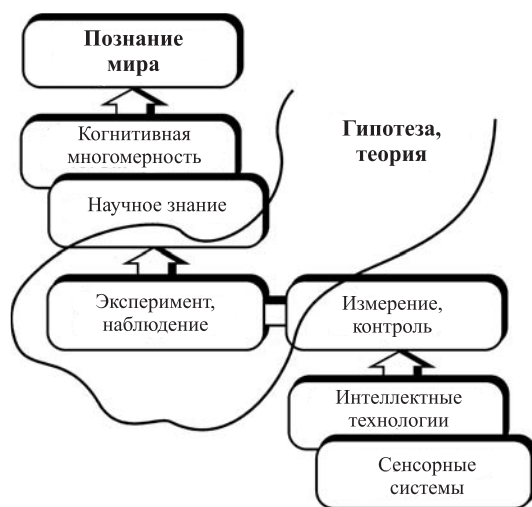 Познание
мира
Когнитивная
многомерность
Гипотеза,
теория
Научное знание
Эксперимент,
наблюдение
Измерение,
контроль
Интеллектные
технологии
Сенсорные
системы